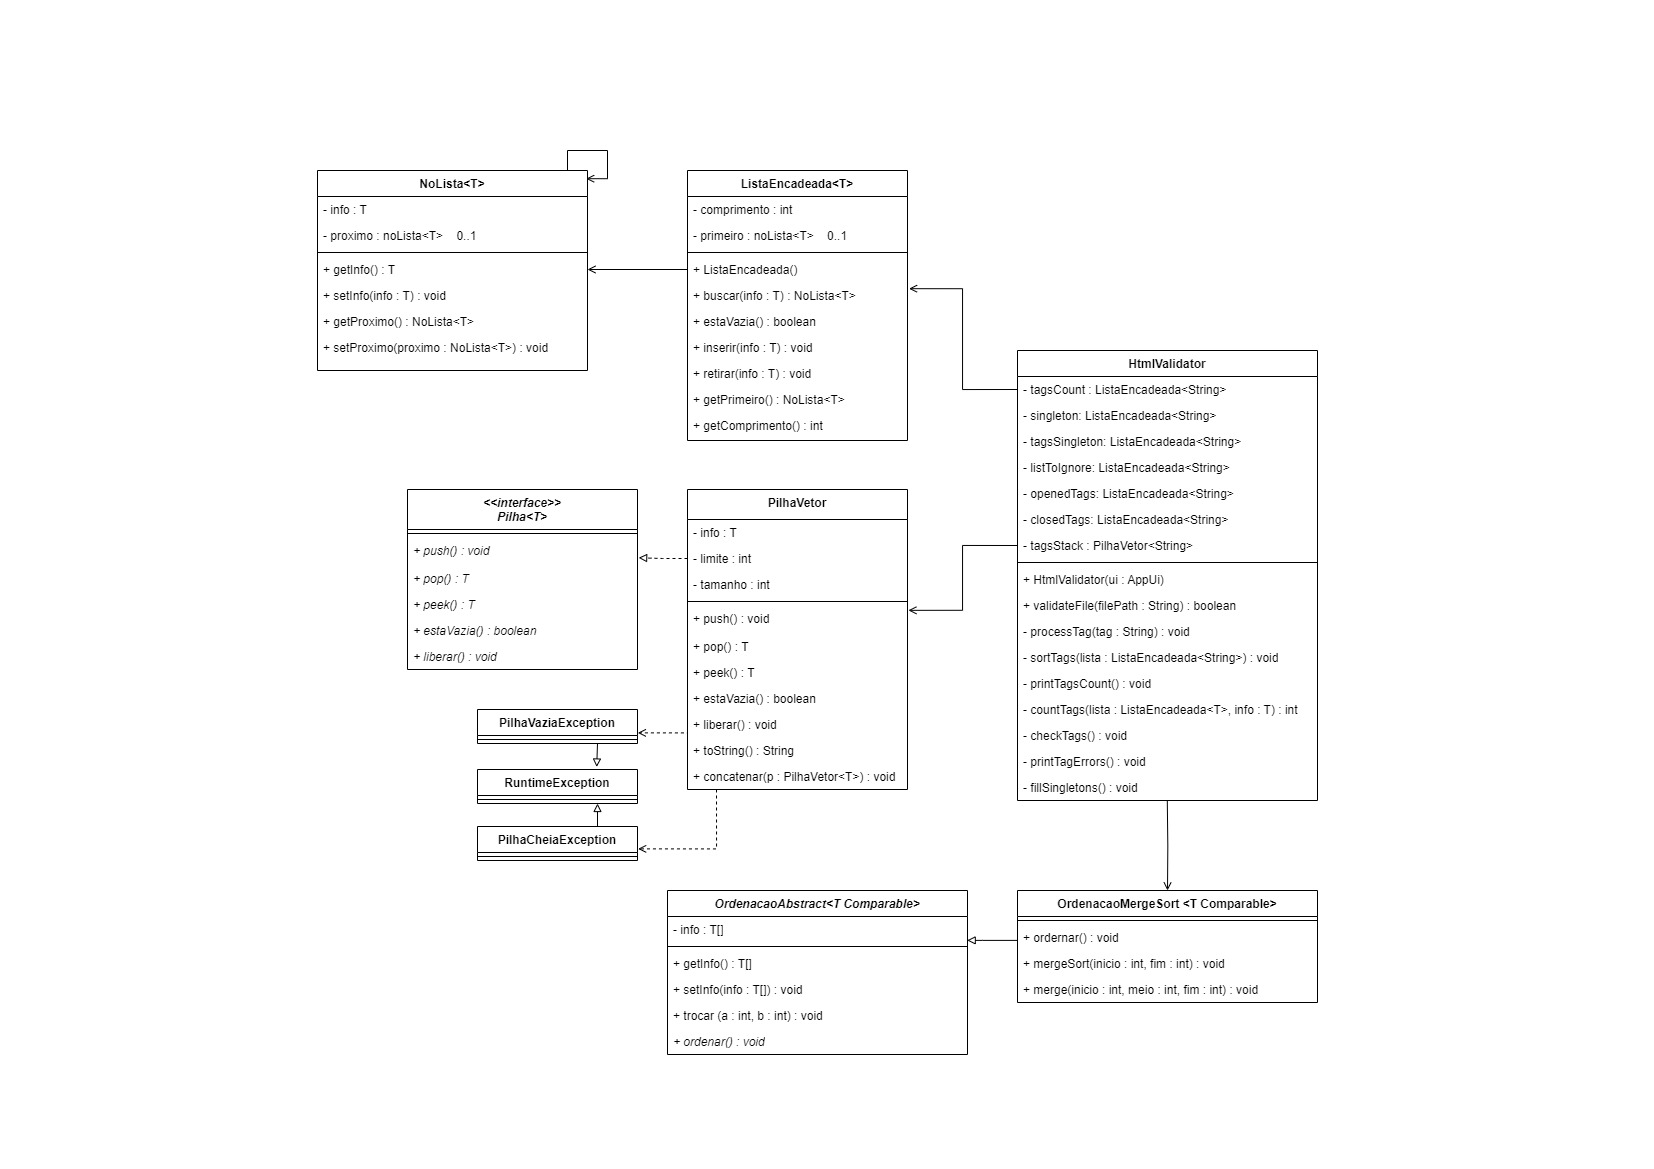 NoLista<T>
- info : T
- proximo : noLista<T> 0..1
+ getInfo() : T
+ setInfo(info : T) : void
+ getProximo() : NoLista<T>
+ setProximo(proximo : NoLista<T>) : void
ListaEncadeada<T>
- comprimento : int
- primeiro : noLista<T> 0..1
+ ListaEncadeada()
+ buscar(info : T) : NoLista<T>
+ estaVazia() : boolean
+ inserir(info : T) : void
+ retirar(info : T) : void
+ getPrimeiro() : NoLista<T>
+ getComprimento() : int
HtmlValidator
- tagsCount : ListaEncadeada<String>
- singleton: ListaEncadeada<String>
- tagsSingleton: ListaEncadeada<String>
- listToIgnore: ListaEncadeada<String>
- openedTags: ListaEncadeada<String>
- closedTags: ListaEncadeada<String>
- tagsStack : PilhaVetor<String>
+ HtmlValidator(ui : AppUi)
+ validateFile(filePath : String) : boolean
- processTag(tag : String) : void
- sortTags(lista : ListaEncadeada<String>) : void
- printTagsCount() : void
- countTags(lista : ListaEncadeada<T>, info : T) : int
- checkTags() : void
- printTagErrors() : void
- fillSingletons() : void
<<interface>>
Pilha<T>
+ push() : void
+ pop() : T
+ peek() : T
+ estaVazia() : boolean
+ liberar() : void
PilhaVetor
- info : T
- limite : int
- tamanho : int
+ push() : void
+ pop() : T
+ peek() : T
+ estaVazia() : boolean
+ liberar() : void
+ toString() : String
+ concatenar(p : PilhaVetor<T>) : void
PilhaVaziaException
RuntimeException
PilhaCheiaException
OrdenacaoAbstract<T Comparable>
- info : T[]
+ getInfo() : T[]
+ setInfo(info : T[]) : void
+ trocar (a : int, b : int) : void
+ ordenar() : void
OrdenacaoMergeSort <T Comparable>
+ ordernar() : void
+ mergeSort(inicio : int, fim : int) : void
+ merge(inicio : int, meio : int, fim : int) : void